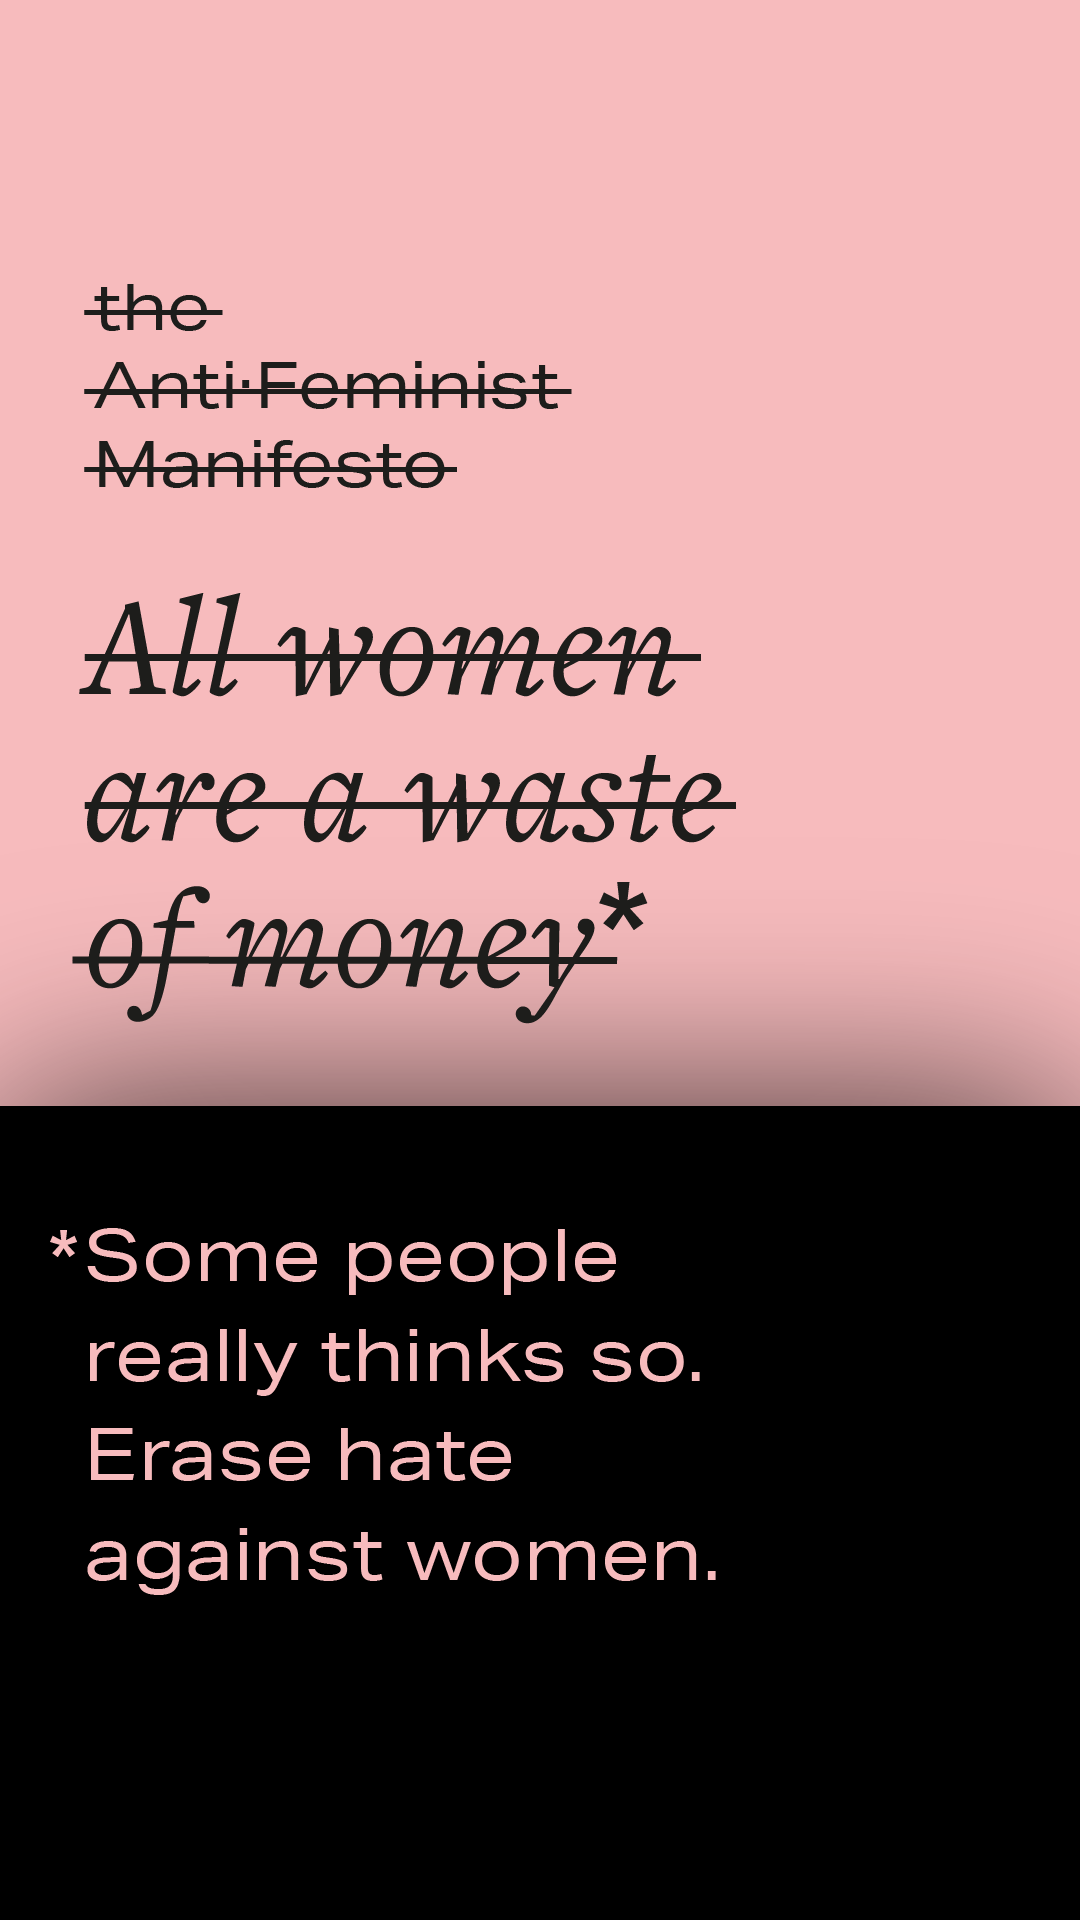 the
Anti·Feminist
Manifesto
All women
are a waste
of money*
*Some people
really thinks so.
Erase hate
against women.